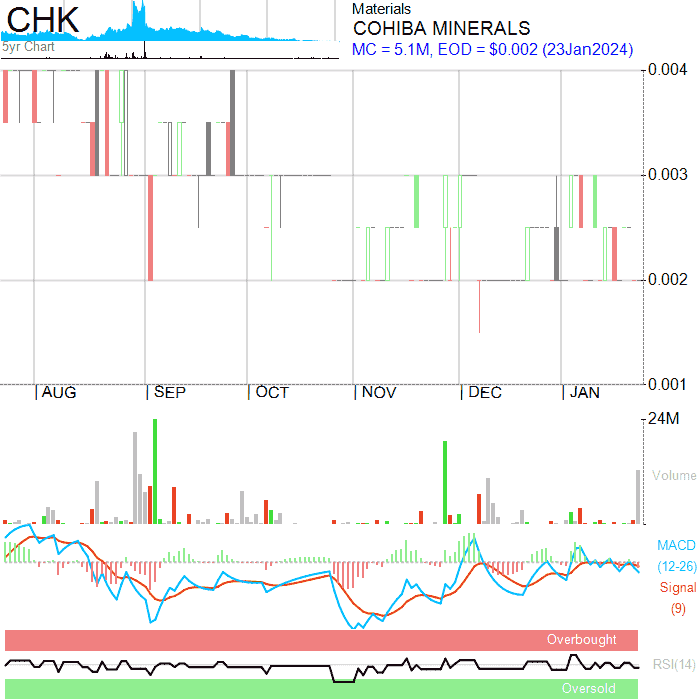 CHK
5yr Chart
Materials
COHIBA MINERALS
MC = 5.1M, EOD = $0.002 (23Jan2024)
0.004
0.003
0.002
0.001
| AUG | SEP | OCT | NOV | DEC | JAN
24M
Volume
MACD
(12-26)
Signal
(9)
Overbought
RSI(14)
Oversold